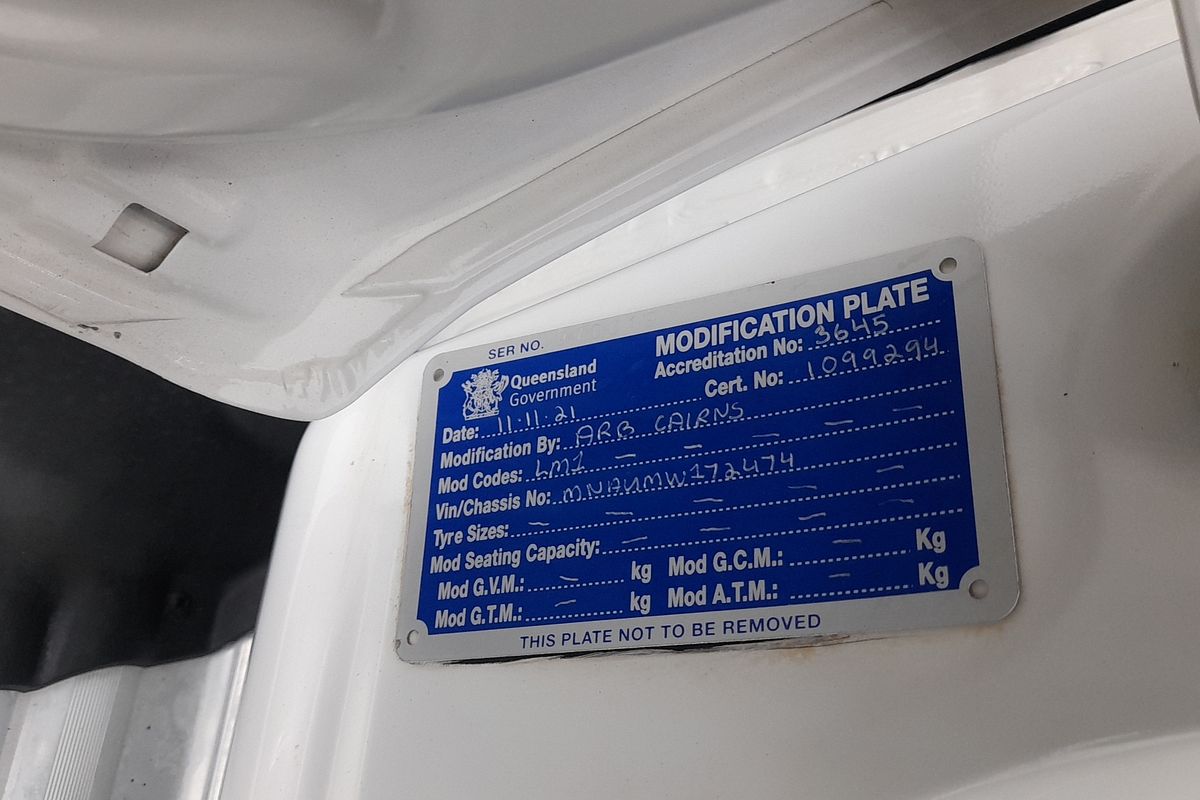 SER NO.
Queensland
Government
MODIFICATION PLATE
Accreditation No: 3645
Cert. No: 1099294
Date: 11.11.21
Modification By: ARB CAIRNS
Mod Codes: LM1 — — — — —
Vin/Chassis No:
Tyre Sizes: — — — — —
Mod Seating Capacity: — — — —
Mod G.V.M.: — kg Mod G.C.M.: — Kg
Mod G.T.M.: — kg Mod A.T.M.: — Kg
THIS PLATE NOT TO BE REMOVED